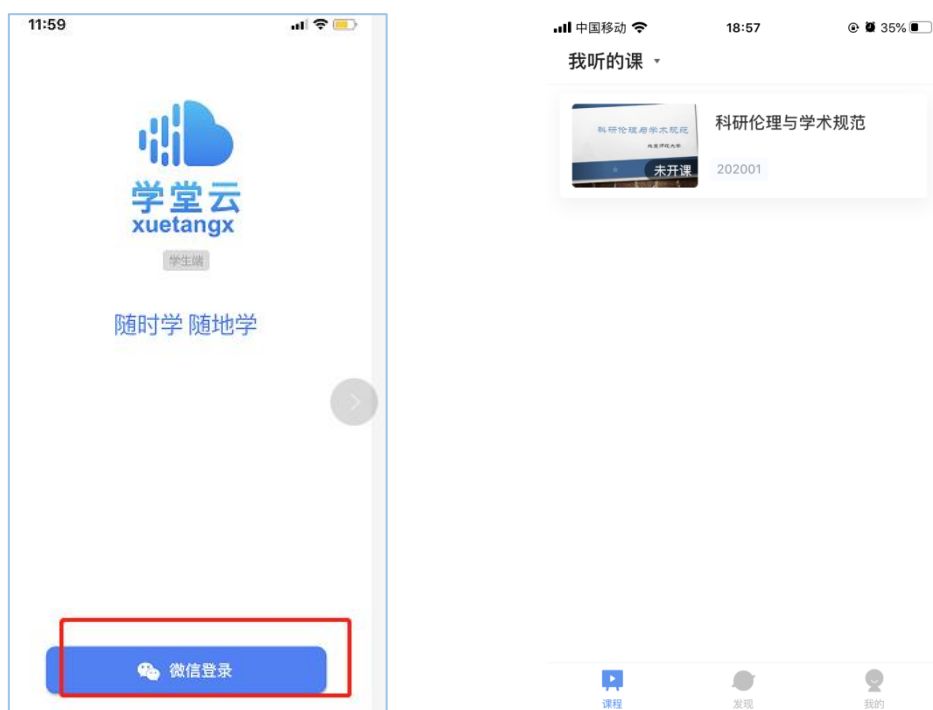 11:59
学堂云
xuetangx
学生端
随时学 随地学
微信登录
中国移动
18:57
35%
我听的课
科研伦理与学术规范
未开课
科研伦理与学术规范
202001
课程
发现
我的